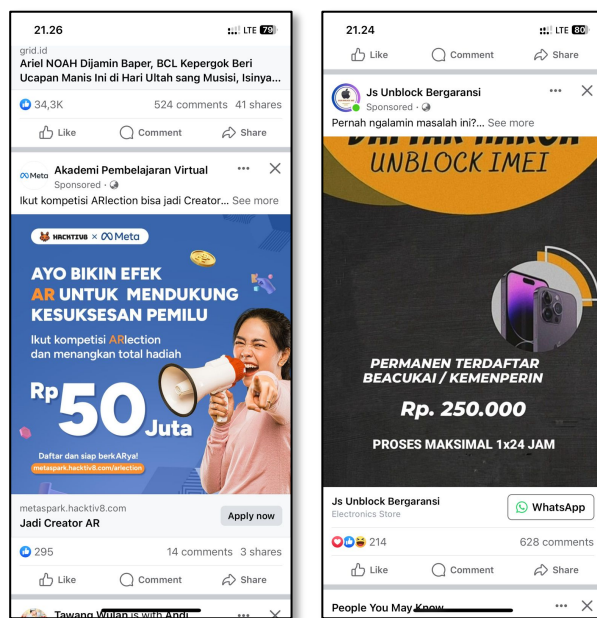 21.26
LTE 79
grid.id
Ariel NOAH Dijamin Baper, BCL Kepergok Beri
Ucapan Manis Ini di Hari Ultah sang Musisi, Isinya...
34,3K
524 comments 41 shares
Like
Comment
Share
Meta
Akademi Pembelajaran Virtual
Sponsored ·
Ikut kompetisi ARlection bisa jadi Creator... See more
HACKTIV8 × Meta
AYO BIKIN EFEK
AR UNTUK MENDUKUNG
KESUKSESAN PEMILU
Ikut kompetisi ARlection
dan menangkan total hadiah
Rp50 Juta
Daftar dan siap berkARya!
metaspark.hacktiv8.com/arlection
metaspark.hacktiv8.com
Jadi Creator AR
Apply now
295
14 comments 3 shares
Like
Comment
Share
Tawang Wulan is with Andi
21.24
LTE 80
Like
Comment
Share
Js Unblock Bergaransi
Sponsored ·
Pernah ngalamin masalah ini?... See more
DAFTAR HARGA
UNBLOCK IMEI
PERMANEN TERDAFTAR
BEACUKAI / KEMENPERIN
Rp. 250.000
PROSES MAKSIMAL 1x24 JAM
Js Unblock Bergaransi
Electronics Store
WhatsApp
214
628 comments
Like
Comment
Share
People You May Know